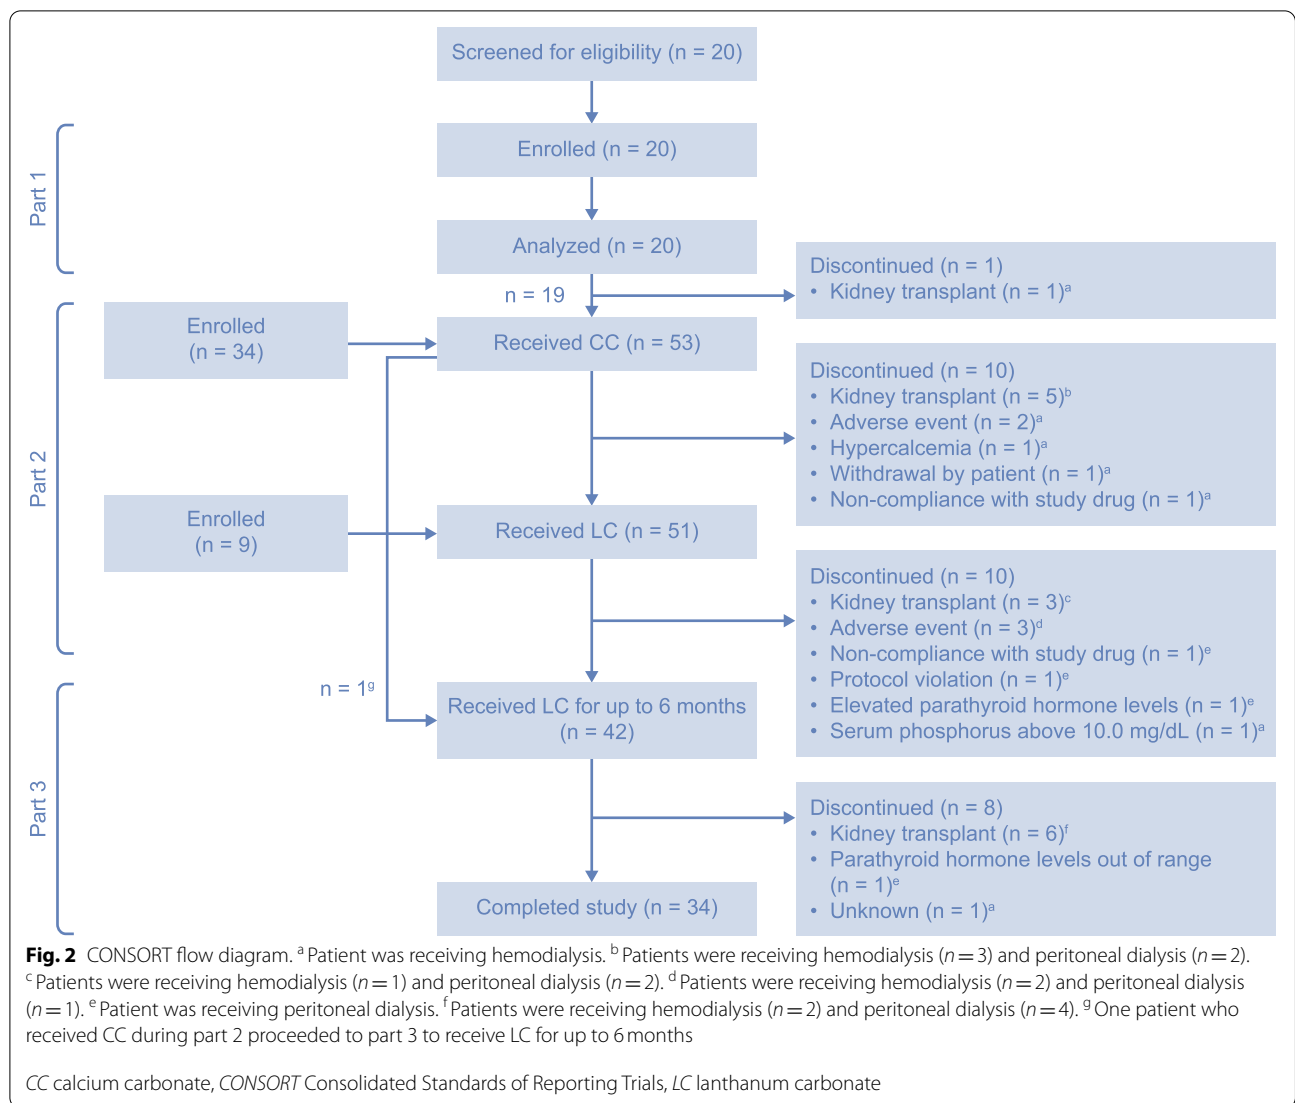 Screened for eligibility (n = 20)
Part 1
Enrolled (n = 20)
Analyzed (n = 20)
n = 19
Discontinued (n = 1)
• Kidney transplant (n = 1)ᵃ
Part 2
Enrolled
(n = 34)
Received CC (n = 53)
Discontinued (n = 10)
• Kidney transplant (n = 5)ᵇ
• Adverse event (n = 2)ᵃ
• Hypercalcemia (n = 1)ᵃ
• Withdrawal by patient (n = 1)ᵃ
• Non-compliance with study drug (n = 1)ᵃ
Enrolled
(n = 9)
Received LC (n = 51)
Discontinued (n = 10)
• Kidney transplant (n = 3)ᶜ
• Adverse event (n = 3)ᵈ
• Non-compliance with study drug (n = 1)ᵉ
• Protocol violation (n = 1)ᵉ
• Elevated parathyroid hormone levels (n = 1)ᵉ
• Serum phosphorus above 10.0 mg/dL (n = 1)ᵃ
Part 3
n = 1ᵍ
Received LC for up to 6 months
(n = 42)
Discontinued (n = 8)
• Kidney transplant (n = 6)ᶠ
• Parathyroid hormone levels out of range
(n = 1)ᵉ
• Unknown (n = 1)ᵃ
Completed study (n = 34)
Fig. 2 CONSORT flow diagram. ᵃ Patient was receiving hemodialysis. ᵇ Patients were receiving hemodialysis (n = 3) and peritoneal dialysis (n = 2).
ᶜ Patients were receiving hemodialysis (n = 1) and peritoneal dialysis (n = 2). ᵈ Patients were receiving hemodialysis (n = 2) and peritoneal dialysis
(n = 1). ᵉ Patient was receiving peritoneal dialysis. ᶠ Patients were receiving hemodialysis (n = 2) and peritoneal dialysis (n = 4). ᵍ One patient who
received CC during part 2 proceeded to part 3 to receive LC for up to 6 months
CC calcium carbonate, CONSORT Consolidated Standards of Reporting Trials, LC lanthanum carbonate